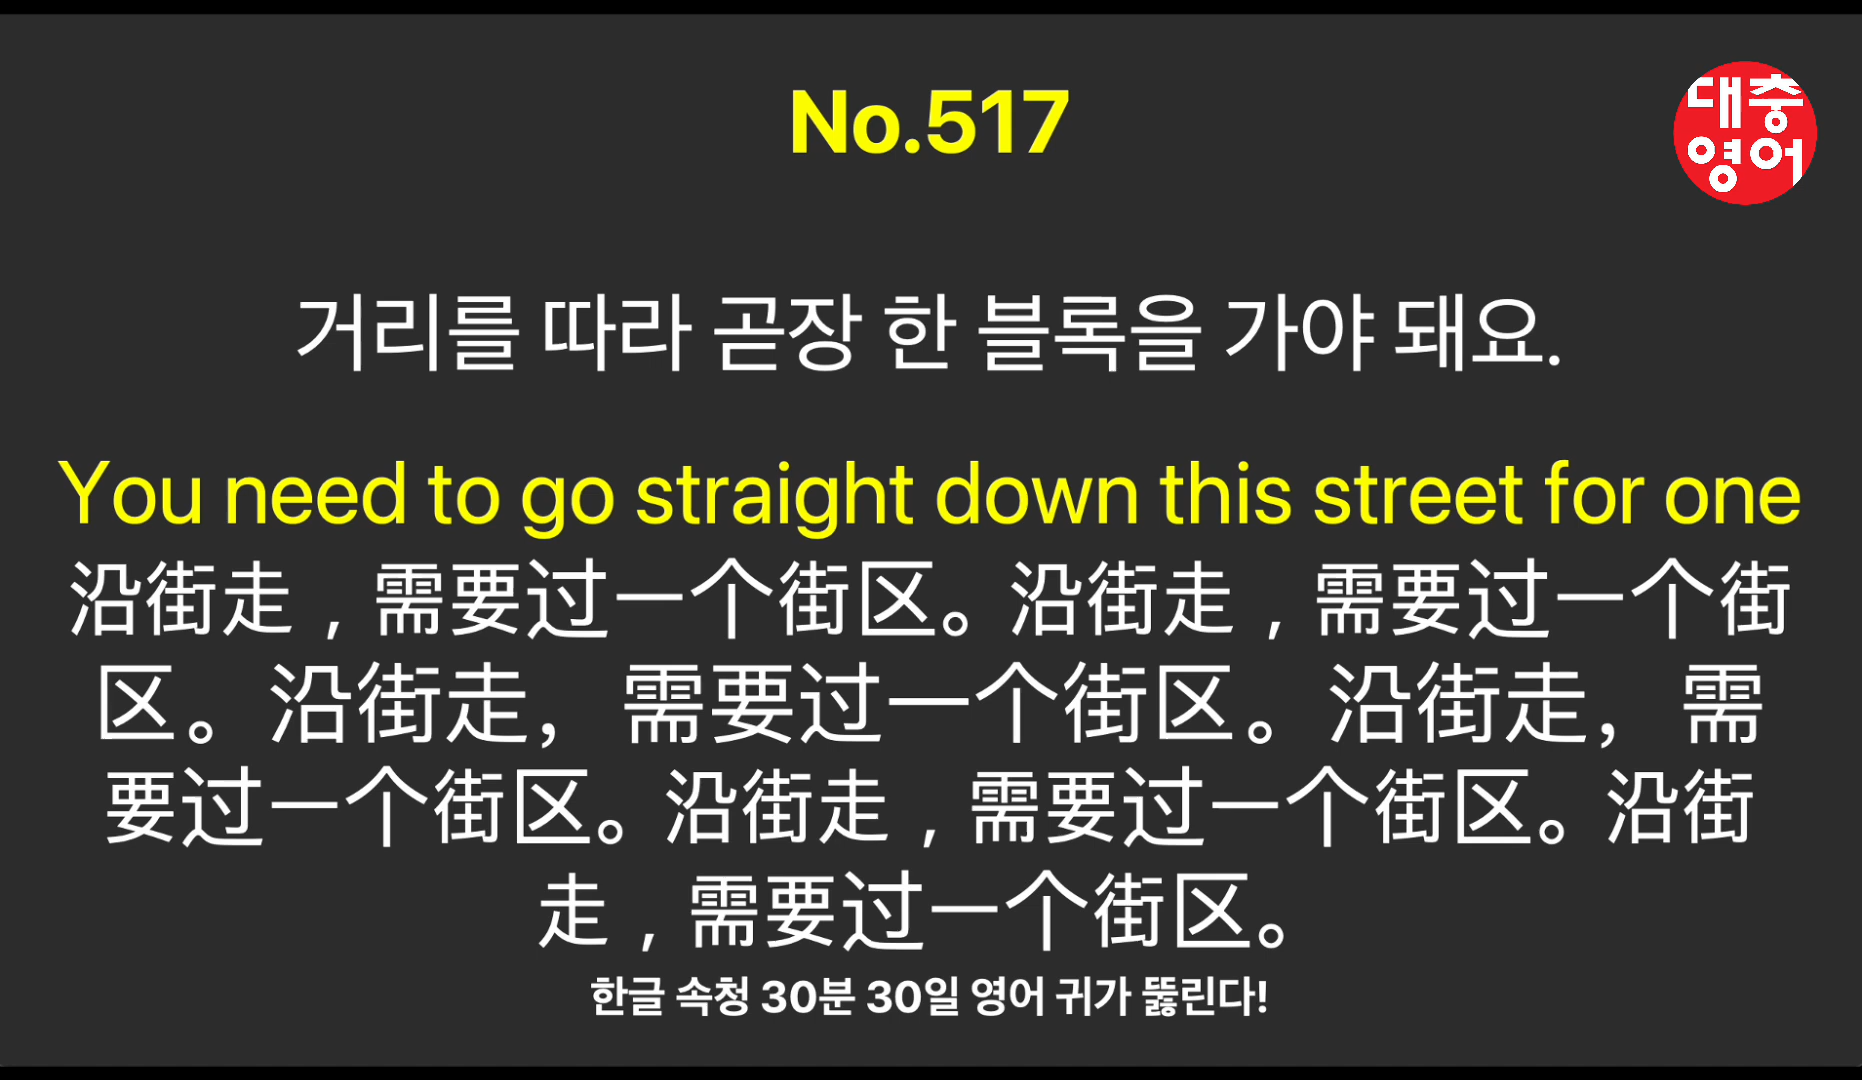 No.517
대충
영어
거리를 따라 곧장 한 블록을 가야 돼요.
You need to go straight down this street for one
沿街走，需要过一个街区。沿街走，需要过一个街
区。沿街走，需要过一个街区。沿街走，需
要过一个街区。沿街走，需要过一个街区。沿街
走，需要过一个街区。
한글 속청 30분 30일 영어 귀가 뚫린다!